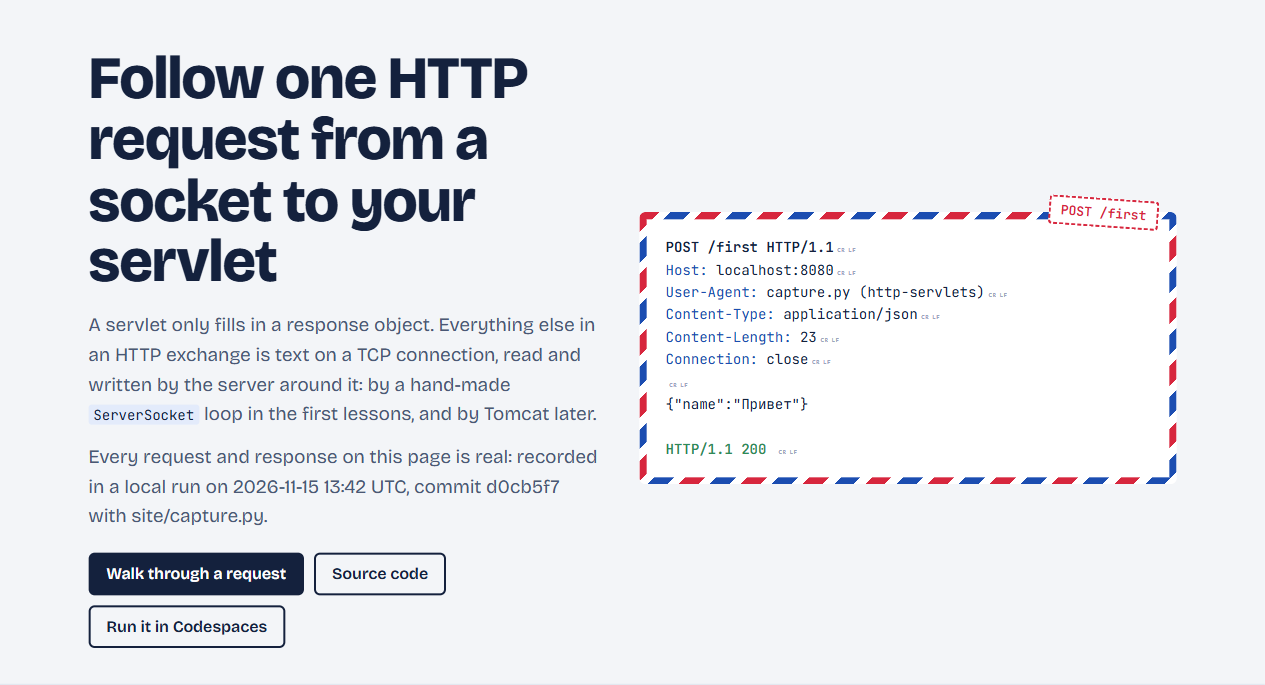 Follow one HTTP
request from a
socket to your
servlet
A servlet only fills in a response object. Everything else in
an HTTP exchange is text on a TCP connection, read and
written by the server around it: by a hand-made
ServerSocket loop in the first lessons, and by Tomcat later.
Every request and response on this page is real: recorded
in a local run on 2026-11-15 13:42 UTC, commit d0cb5f7
with site/capture.py.
Walk through a request
Source code
Run it in Codespaces
POST /first
POST /first HTTP/1.1 CR LF
Host: localhost:8080 CR LF
User-Agent: capture.py (http-servlets) CR LF
Content-Type: application/json CR LF
Content-Length: 23 CR LF
Connection: close CR LF
CR LF
{"name":"Привет"}
HTTP/1.1 200 CR LF